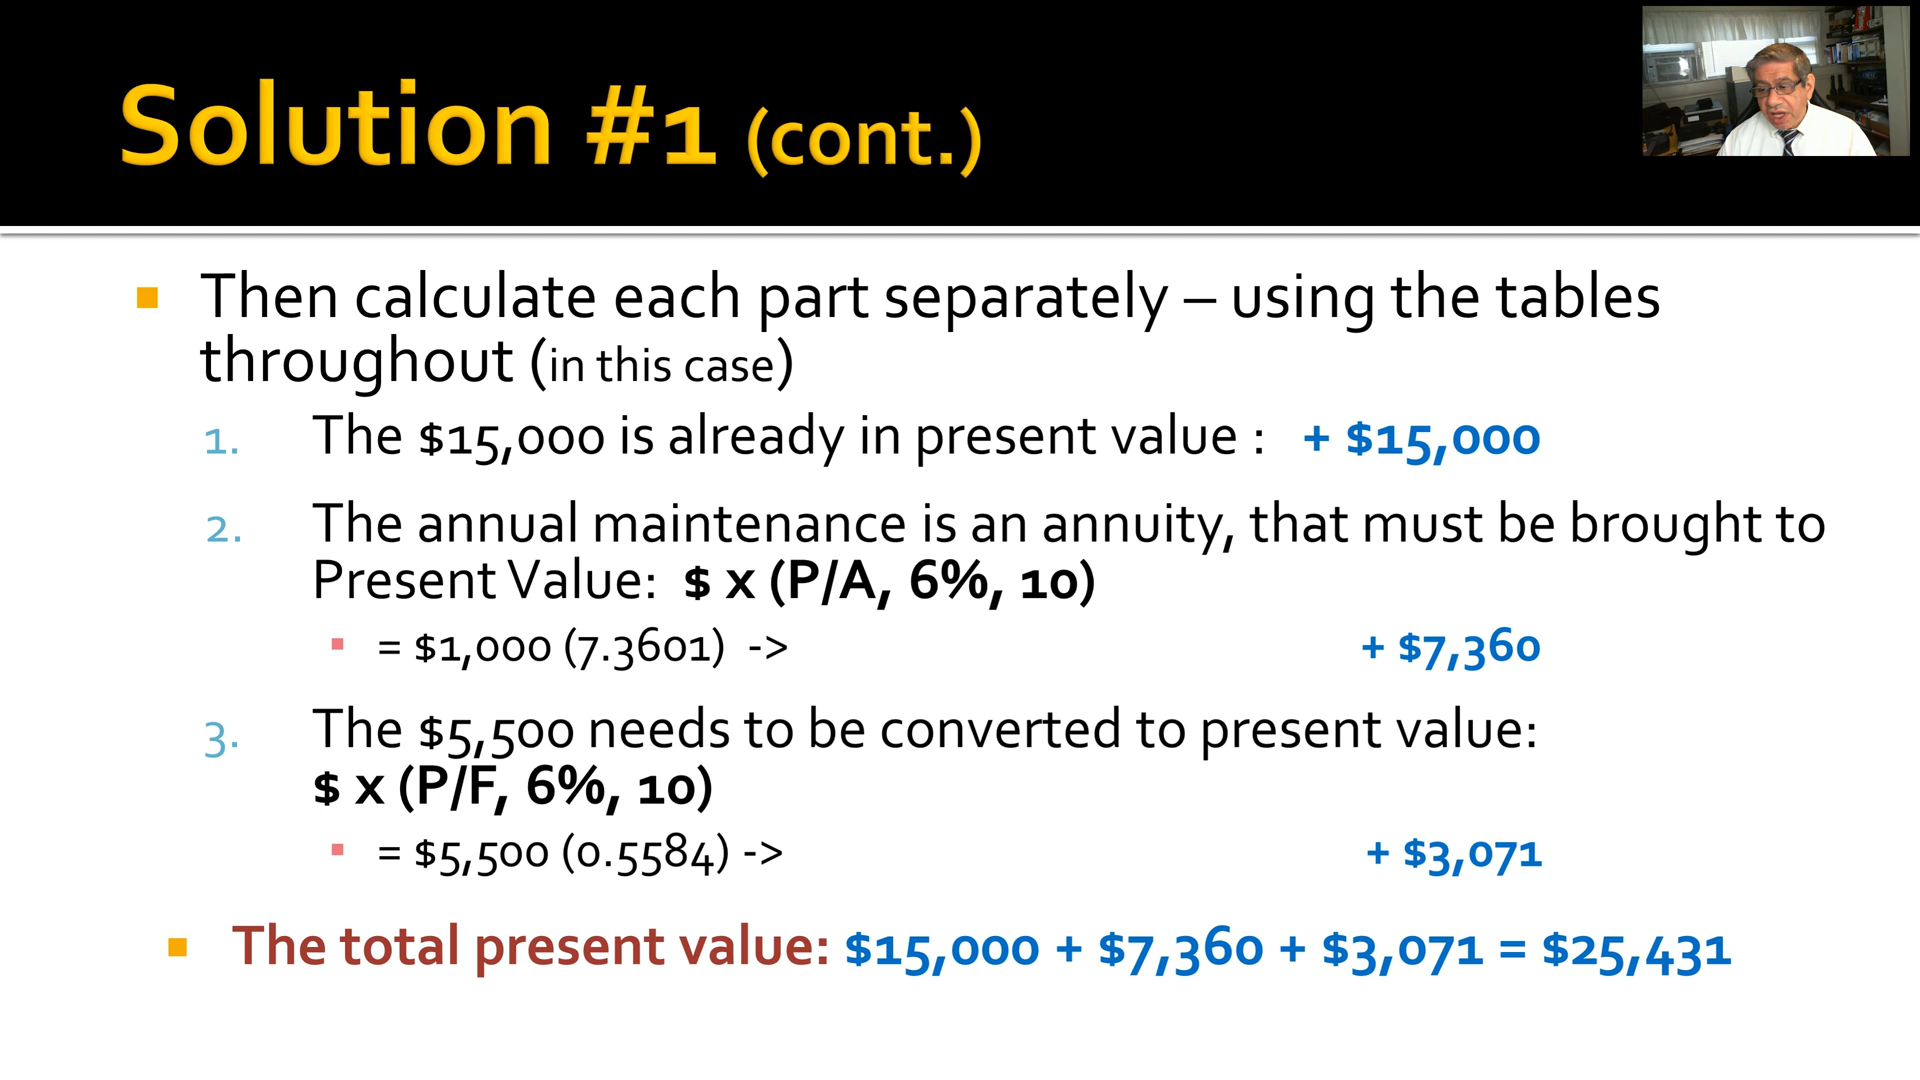 Solution #1 (cont.)
Then calculate each part separately – using the tables
throughout (in this case)
1. The $15,000 is already in present value : + $15,000
2. The annual maintenance is an annuity, that must be brought to
Present Value: $ x (P/A, 6%, 10)
= $1,000 (7.3601) -> + $7,360
3. The $5,500 needs to be converted to present value:
$ x (P/F, 6%, 10)
= $5,500 (0.5584) -> + $3,071
The total present value: $15,000 + $7,360 + $3,071 = $25,431